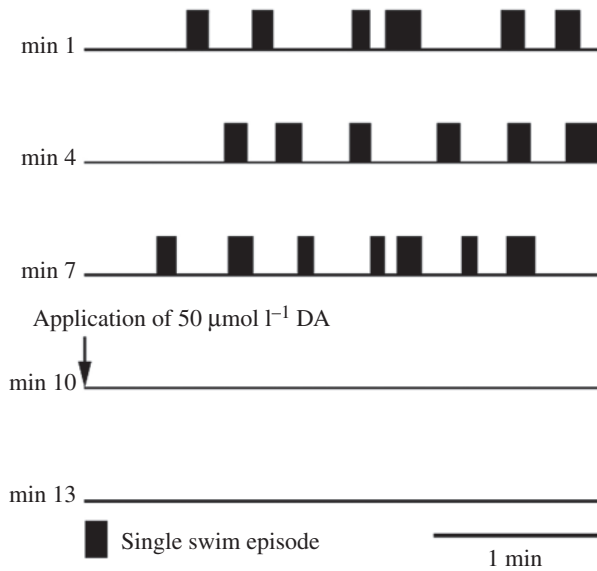 min 1
min 4
min 7
Application of 50 μmol l⁻¹ DA
min 10
min 13
Single swim episode
1 min